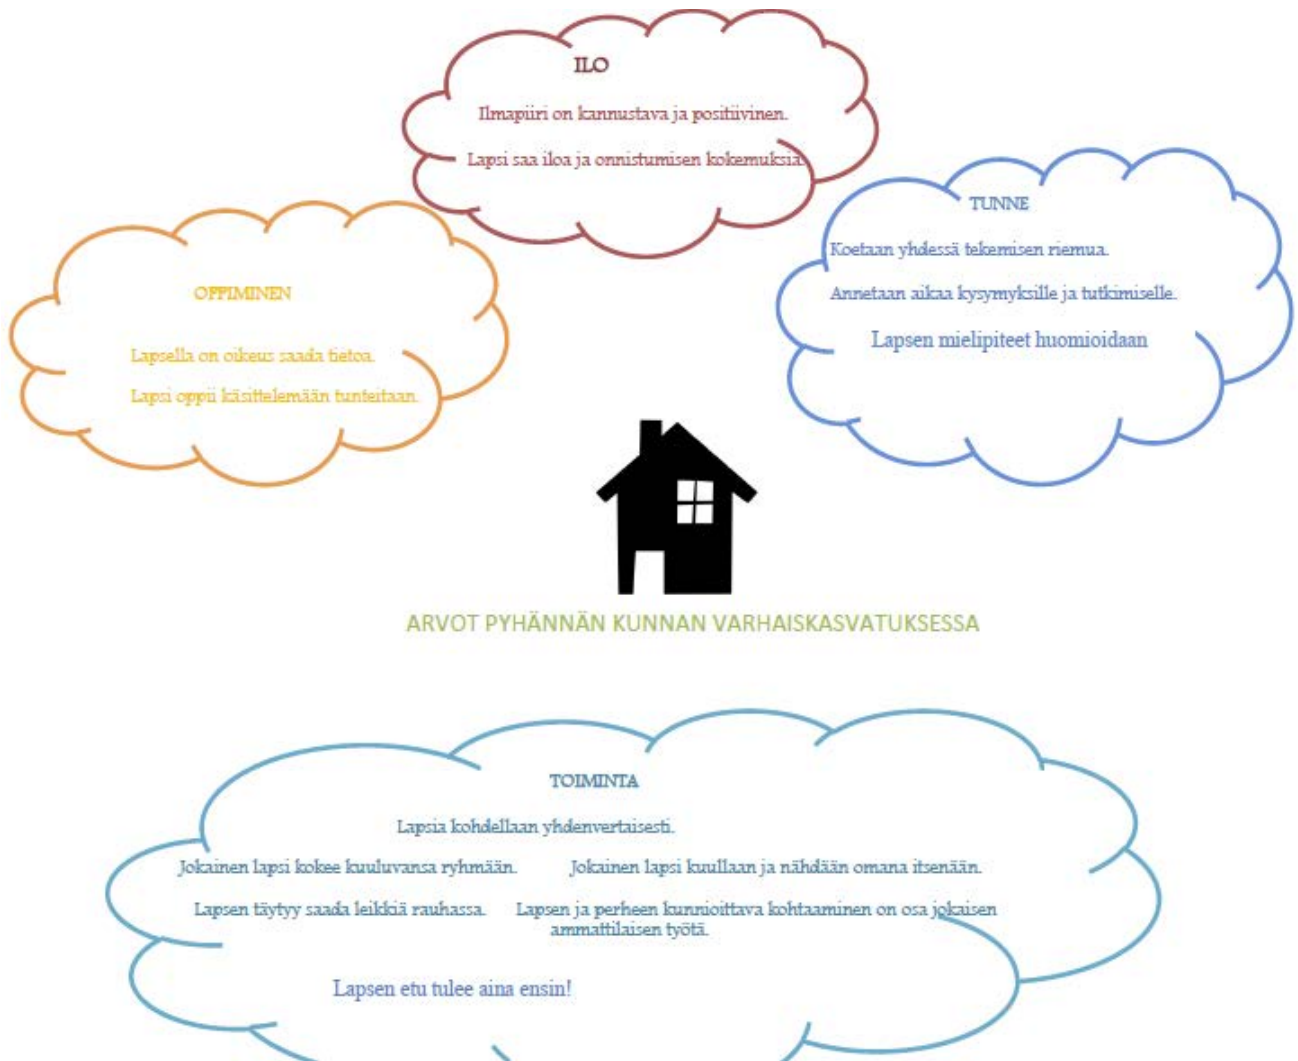 ILO
Ilmapiiri on kannustava ja positiivinen.
Lapsi saa iloa ja onnistumisen kokemuksia.
TUNNE
Koetaan yhdessä tekemisen riemua.
Annetaan aikaa kysymyksille ja tutkimiselle.
Lapsen mielipiteet huomioidaan
OPPIMINEN
Lapsella on oikeus saada tietoa.
Lapsi oppii käsittelemään tunteitaan.
ARVOT PYHÄNNÄN KUNNAN VARHAISKASVATUKSESSA
TOIMINTA
Lapsia kohdellaan yhdenvertaisesti.
Jokainen lapsi kokee kuuluvansa ryhmään. Jokainen lapsi kuullaan ja nähdään omana itsenään.
Lapsen täytyy saada leikkiä rauhassa. Lapsen ja perheen kunnioittava kohtaaminen on osa jokaisen
ammattilaisen työtä.
Lapsen etu tulee aina ensin!